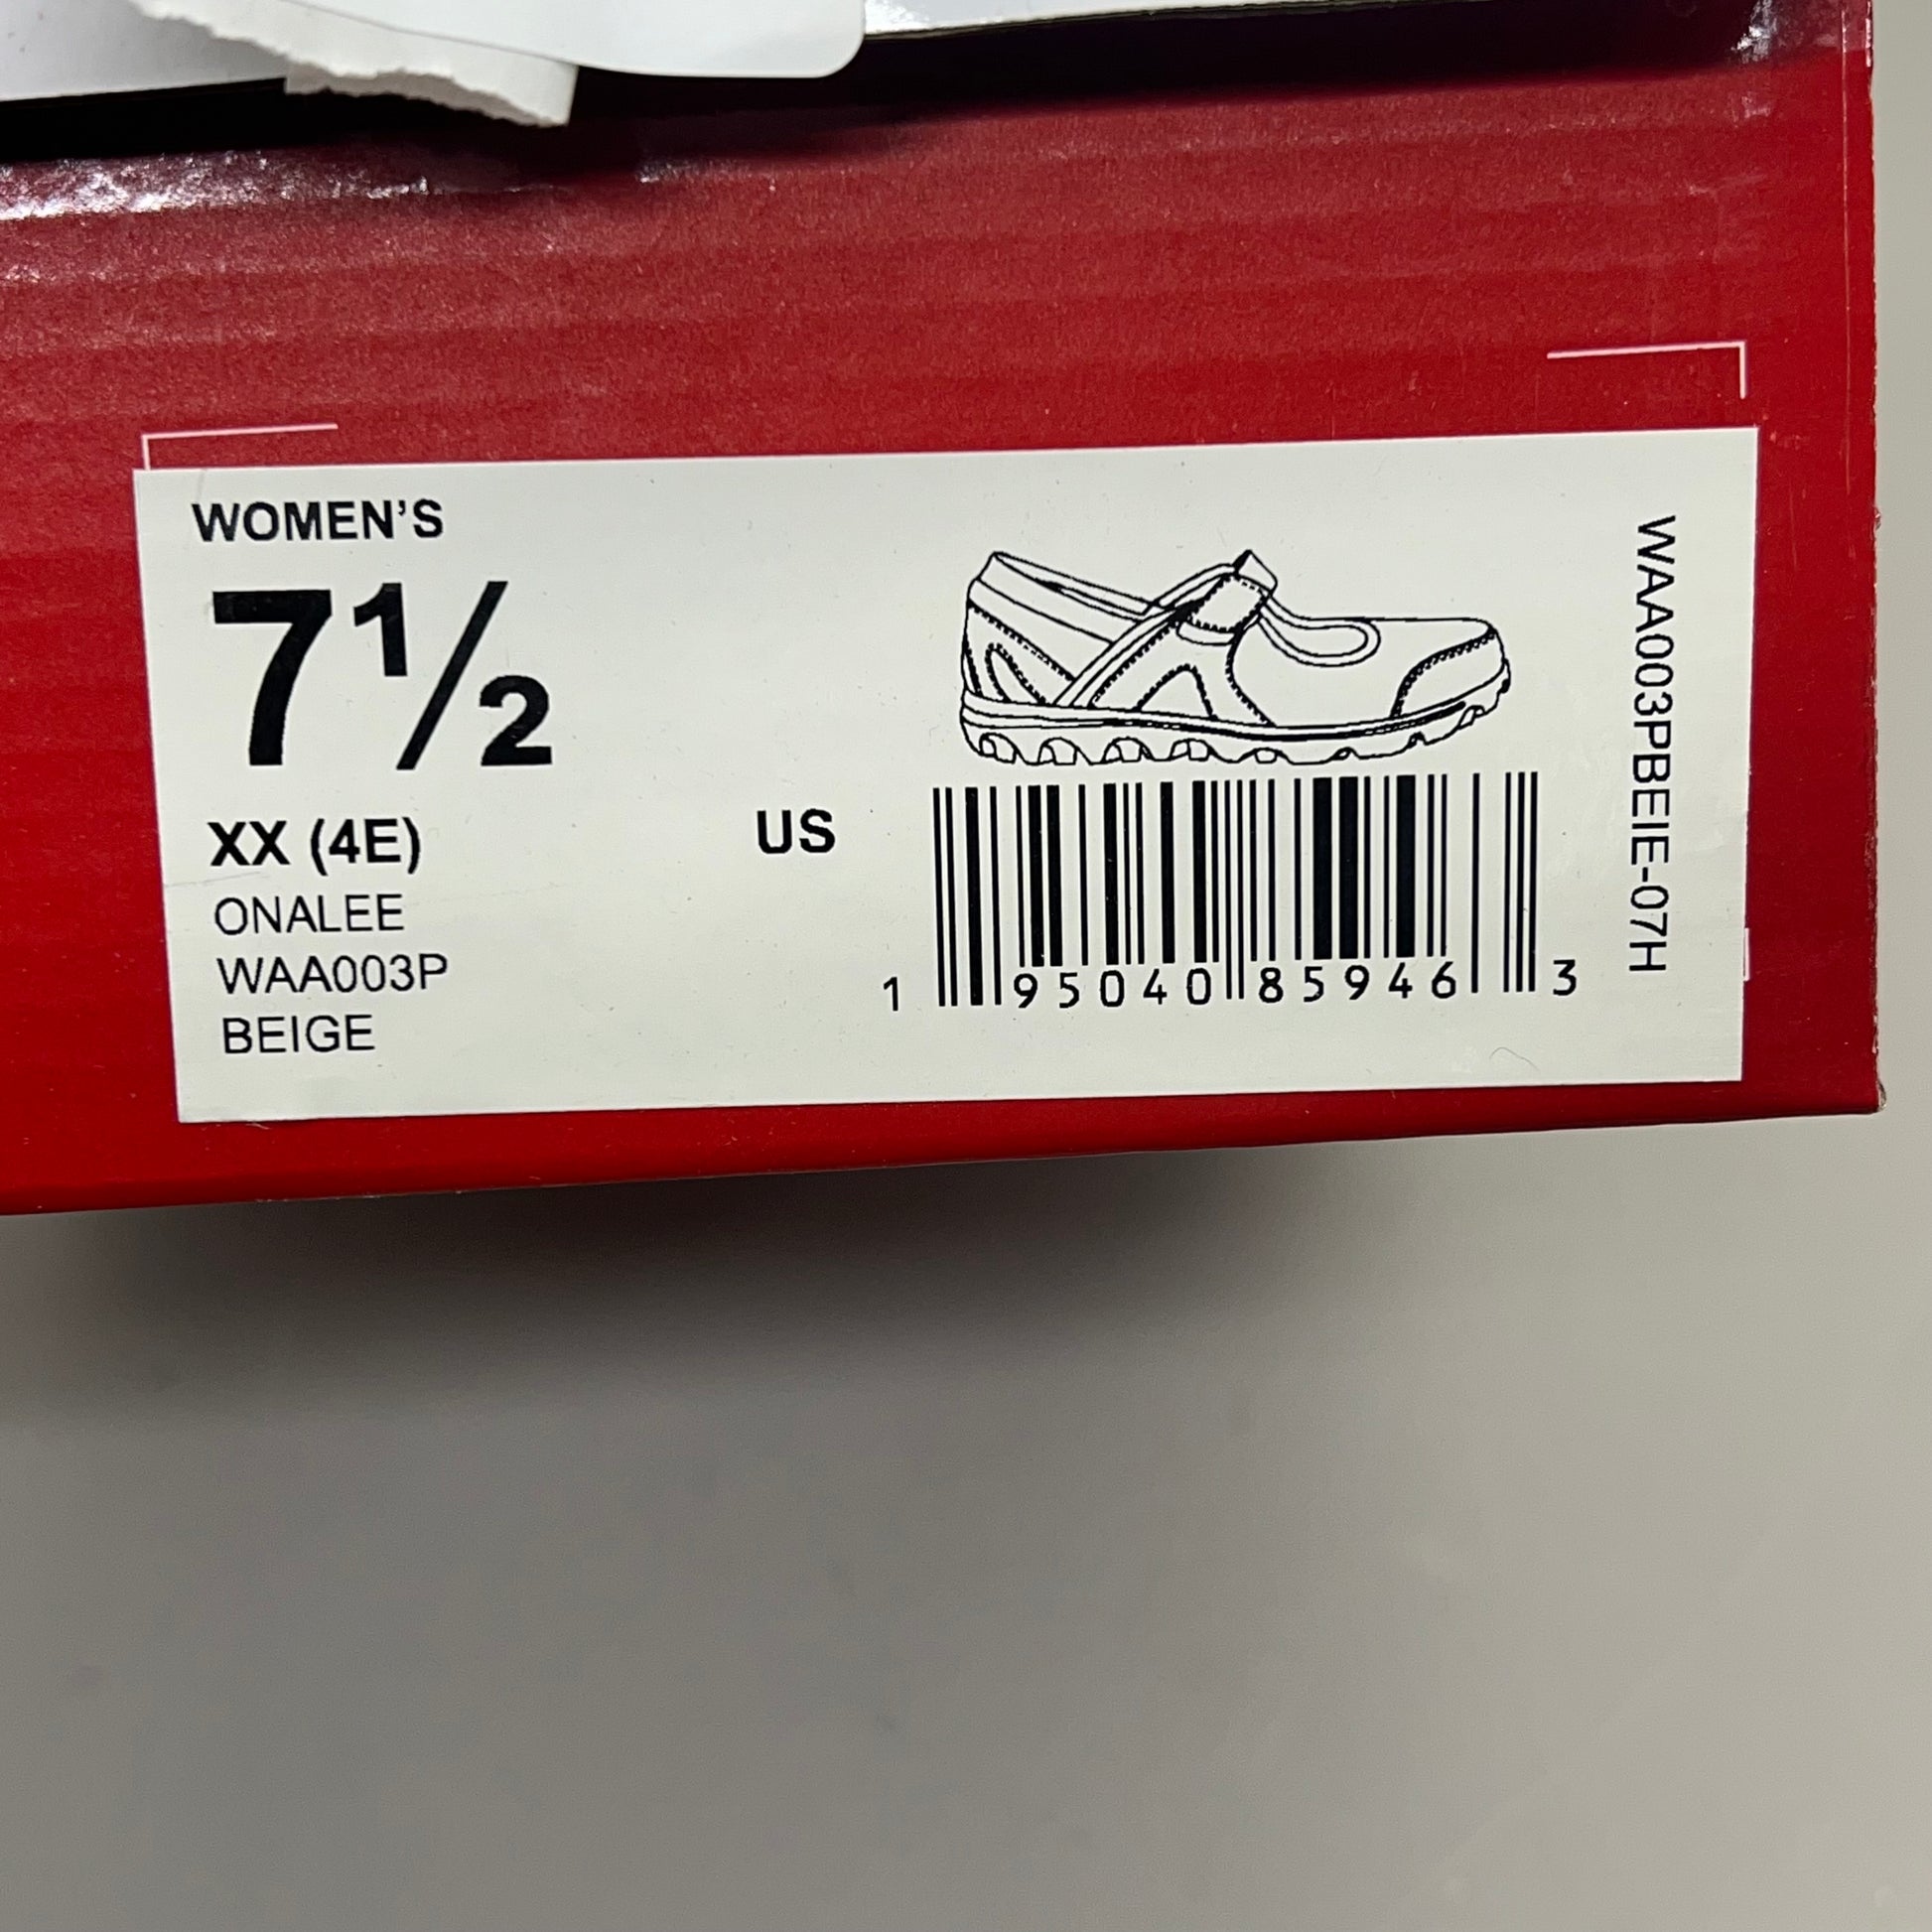 WOMEN'S
7½
XX (4E)
US
ONALEE
WAA003P
BEIGE
1 95040 85946 3
WAA003PBEIE-07H